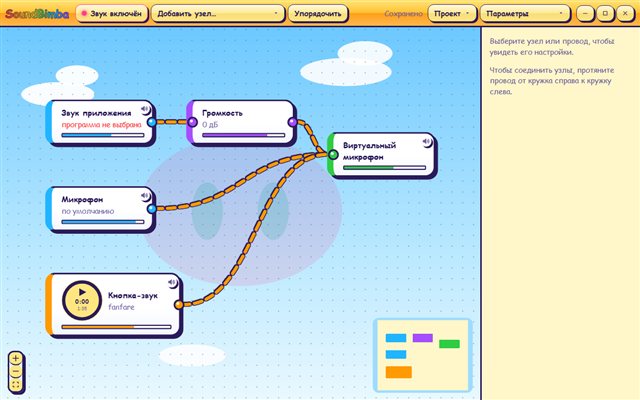 SoundBimba
Звук включён
Добавить узел...
Упорядочить
Сохранено
Проект
Параметры
Выберите узел или провод, чтобы
увидеть его настройки.
Чтобы соединить узлы, протяните
провод от кружка справа к кружку
слева.
Звук приложения
программа не выбрана
Громкость
0 дБ
Виртуальный
микрофон
Микрофон
по умолчанию
0:00
1:35
Кнопка-звук
fanfare